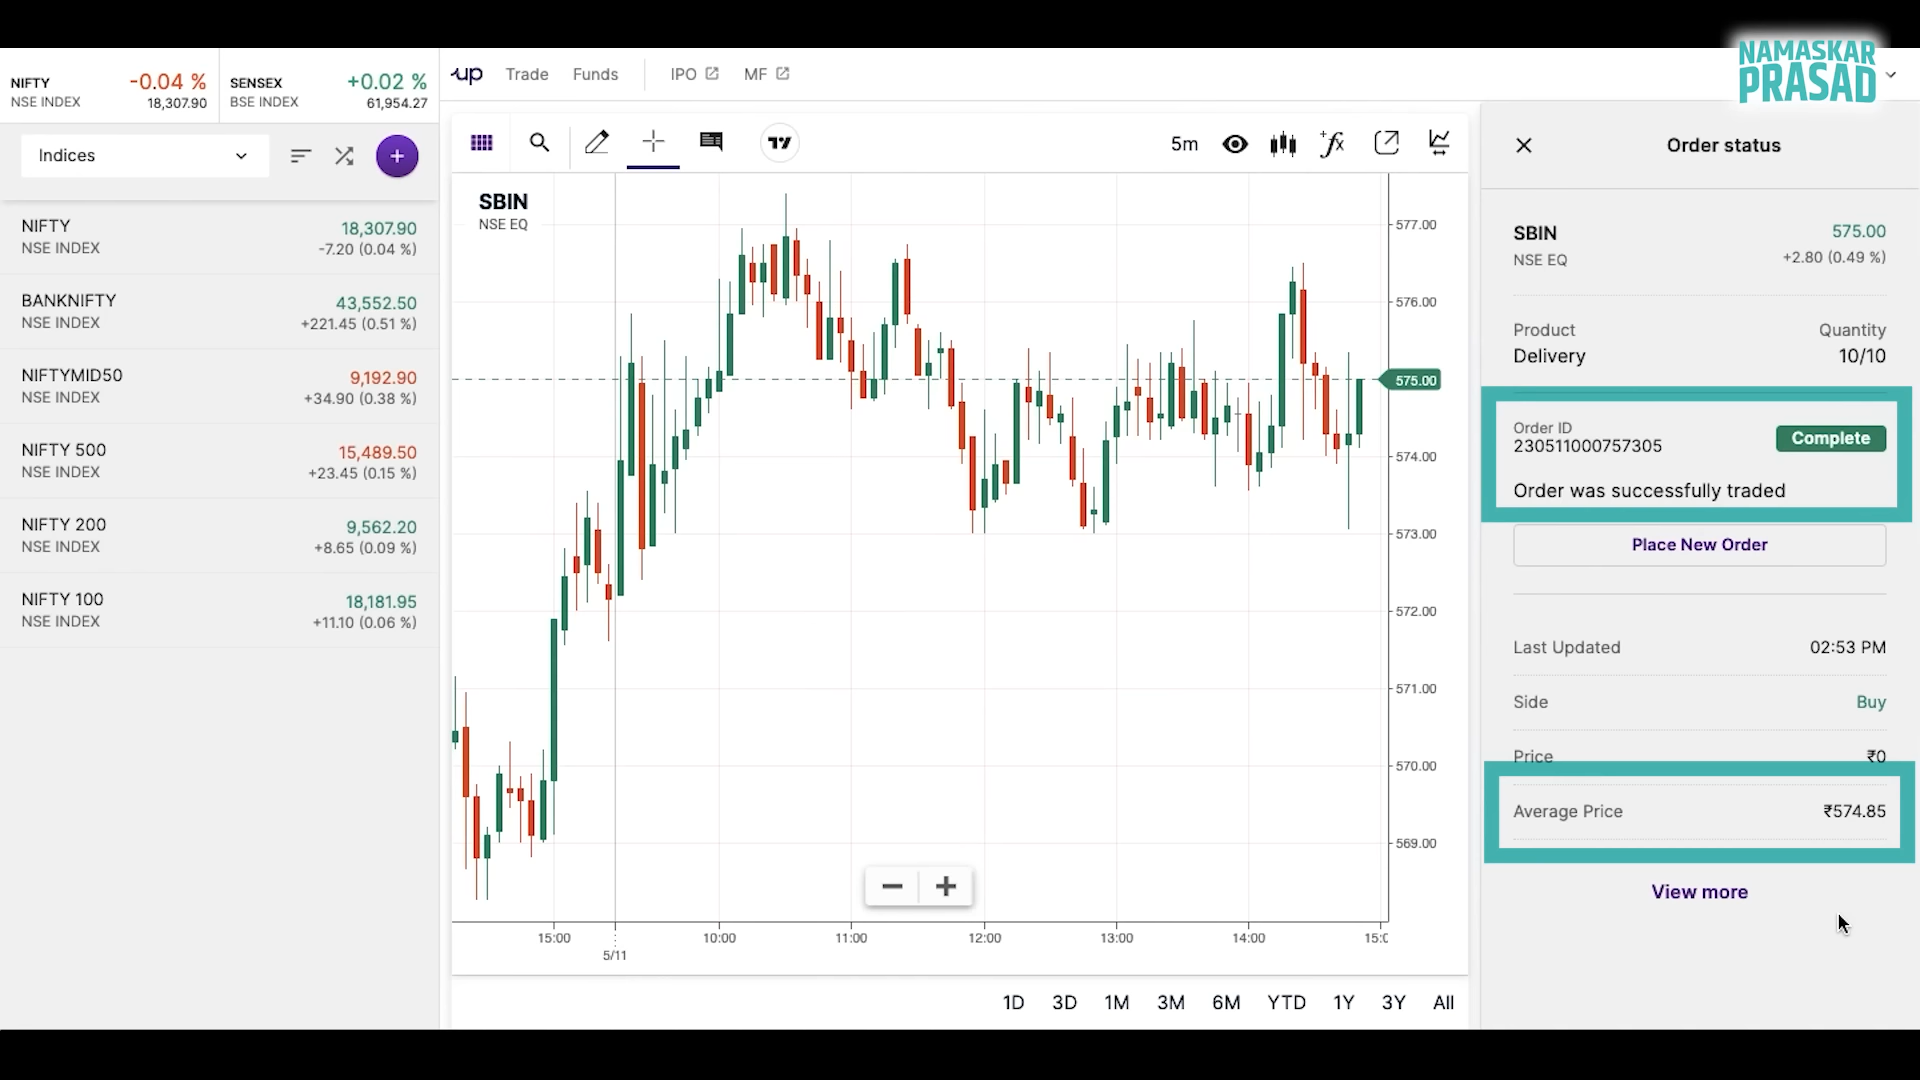 NAMASKAR
PRASAD
NIFTY
-0.04 %
NSE INDEX
18,307.90
SENSEX
+0.02 %
BSE INDEX
61,954.27
up
Trade
Funds
IPO
MF
Indices
NIFTY
18,307.90
NSE INDEX
-7.20 (0.04 %)
BANKNIFTY
43,552.50
NSE INDEX
+221.45 (0.51 %)
NIFTYMID50
9,192.90
NSE INDEX
+34.90 (0.38 %)
NIFTY 500
15,489.50
NSE INDEX
+23.45 (0.15 %)
NIFTY 200
9,562.20
NSE INDEX
+8.65 (0.09 %)
NIFTY 100
18,181.95
NSE INDEX
+11.10 (0.06 %)
5m
SBIN
NSE EQ
577.00
576.00
575.00
574.00
573.00
572.00
571.00
570.00
569.00
15:00
10:00
11:00
12:00
13:00
14:00
15:0
5/11
1D
3D
1M
3M
6M
YTD
1Y
3Y
All
Order status
SBIN
575.00
NSE EQ
+2.80 (0.49 %)
Product
Quantity
Delivery
10/10
Order ID
230511000757305
Complete
Order was successfully traded
Place New Order
Last Updated
02:53 PM
Side
Buy
Price
₹0
Average Price
₹574.85
View more